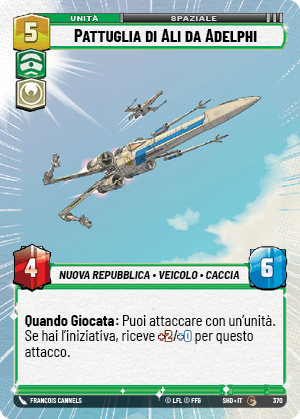 UNITÀ SPAZIALE
5 PATTUGLIA DI ALI DA ADELPHI
4 6
NUOVA REPUBBLICA • VEICOLO • CACCIA
Quando Giocata: Puoi attaccare con un'unità.
Se hai l'iniziativa, riceve +2/+0 per questo
attacco.
FRANCOIS CANNELS © LFL © FFG SHD • IT C 370